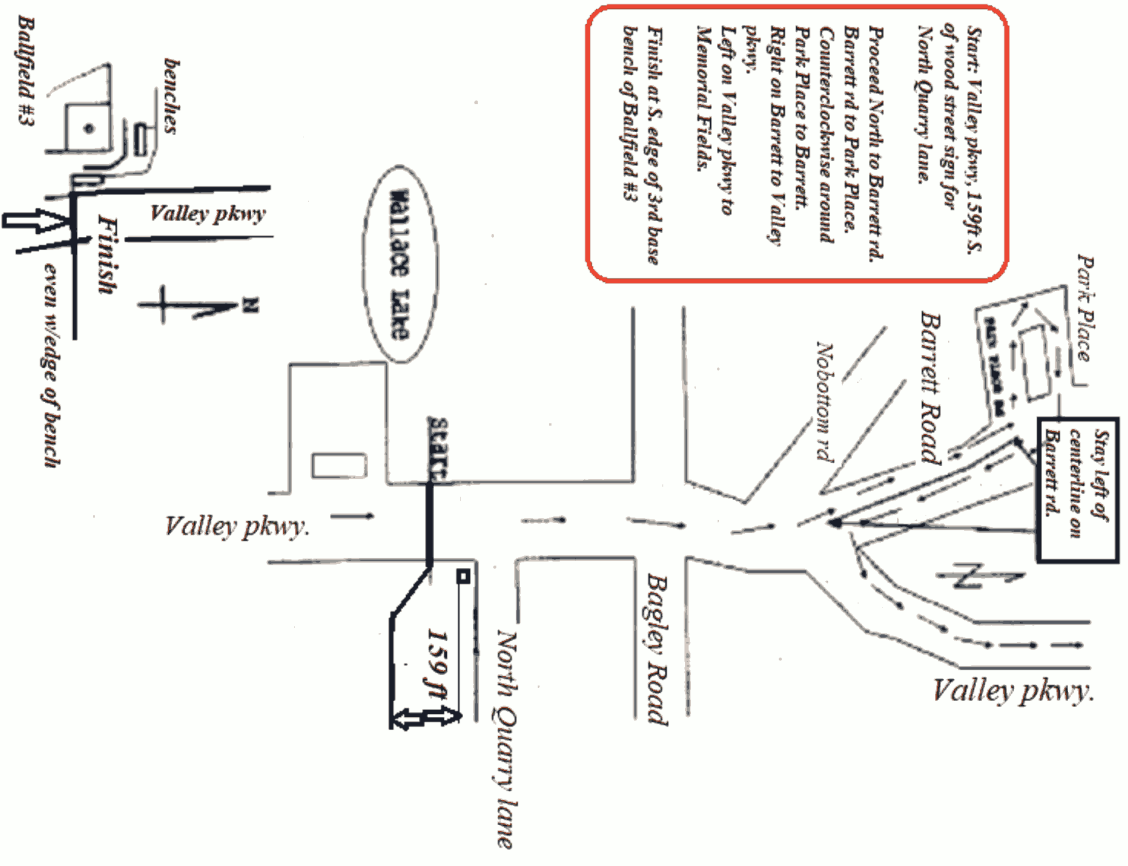 Start: Valley pkwy, 159ft S.
of wood street sign for
North Quarry lane.
Proceed North to Barrett rd.
Barrett rd to Park Place.
Counterclockwise around
Park Place to Barrett.
Right on Barrett to Valley
pkwy.
Left on Valley pkwy to
Memorial Fields.
Finish at S. edge of 3rd base
bench of Ballfield #3
Park Place
PARK PLACE RD
Stay left of
centerline on
Barrett rd.
Barrett Road
Nobottom rd
N
Valley pkwy.
Bagley Road
North Quarry lane
159 ft
Start
Wallace Lake
Valley pkwy.
N
benches
Ballfield #3
Valley pkwy
Finish
even w/edge of bench